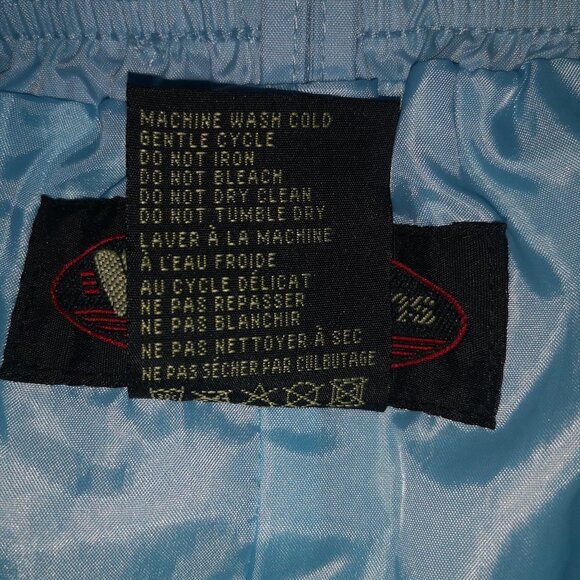 MACHINE WASH COLD
GENTLE CYCLE
DO NOT IRON
DO NOT BLEACH
DO NOT DRY CLEAN
DO NOT TUMBLE DRY
LAVER À LA MACHINE
À L'EAU FROIDE
AU CYCLE DÉLICAT
NE PAS REPASSER
NE PAS BLANCHIR
NE PAS NETTOYER À SEC
NE PAS SÉCHER PAR CULBUTAGE